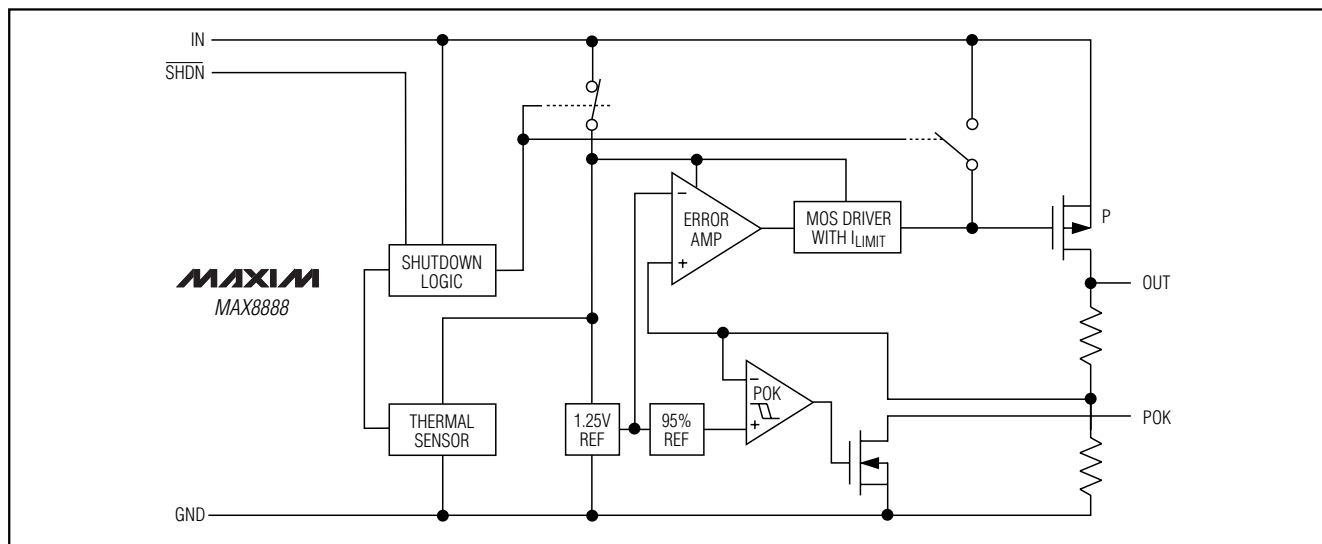 IN
SHDN
ERROR
AMP
MOS DRIVER
WITH ILIMIT
P
SHUTDOWN
LOGIC
MAXIM
MAX8888
OUT
THERMAL
SENSOR
1.25V
REF
95%
REF
POK
POK
GND